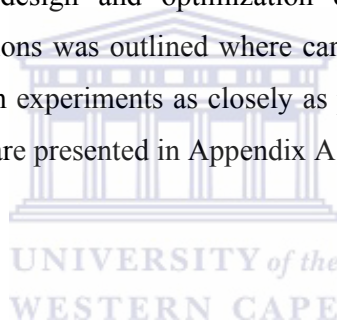 design and optimization
ons was outlined where car
n experiments as closely as
are presented in Appendix A
UNIVERSITY of the
WESTERN CAPE